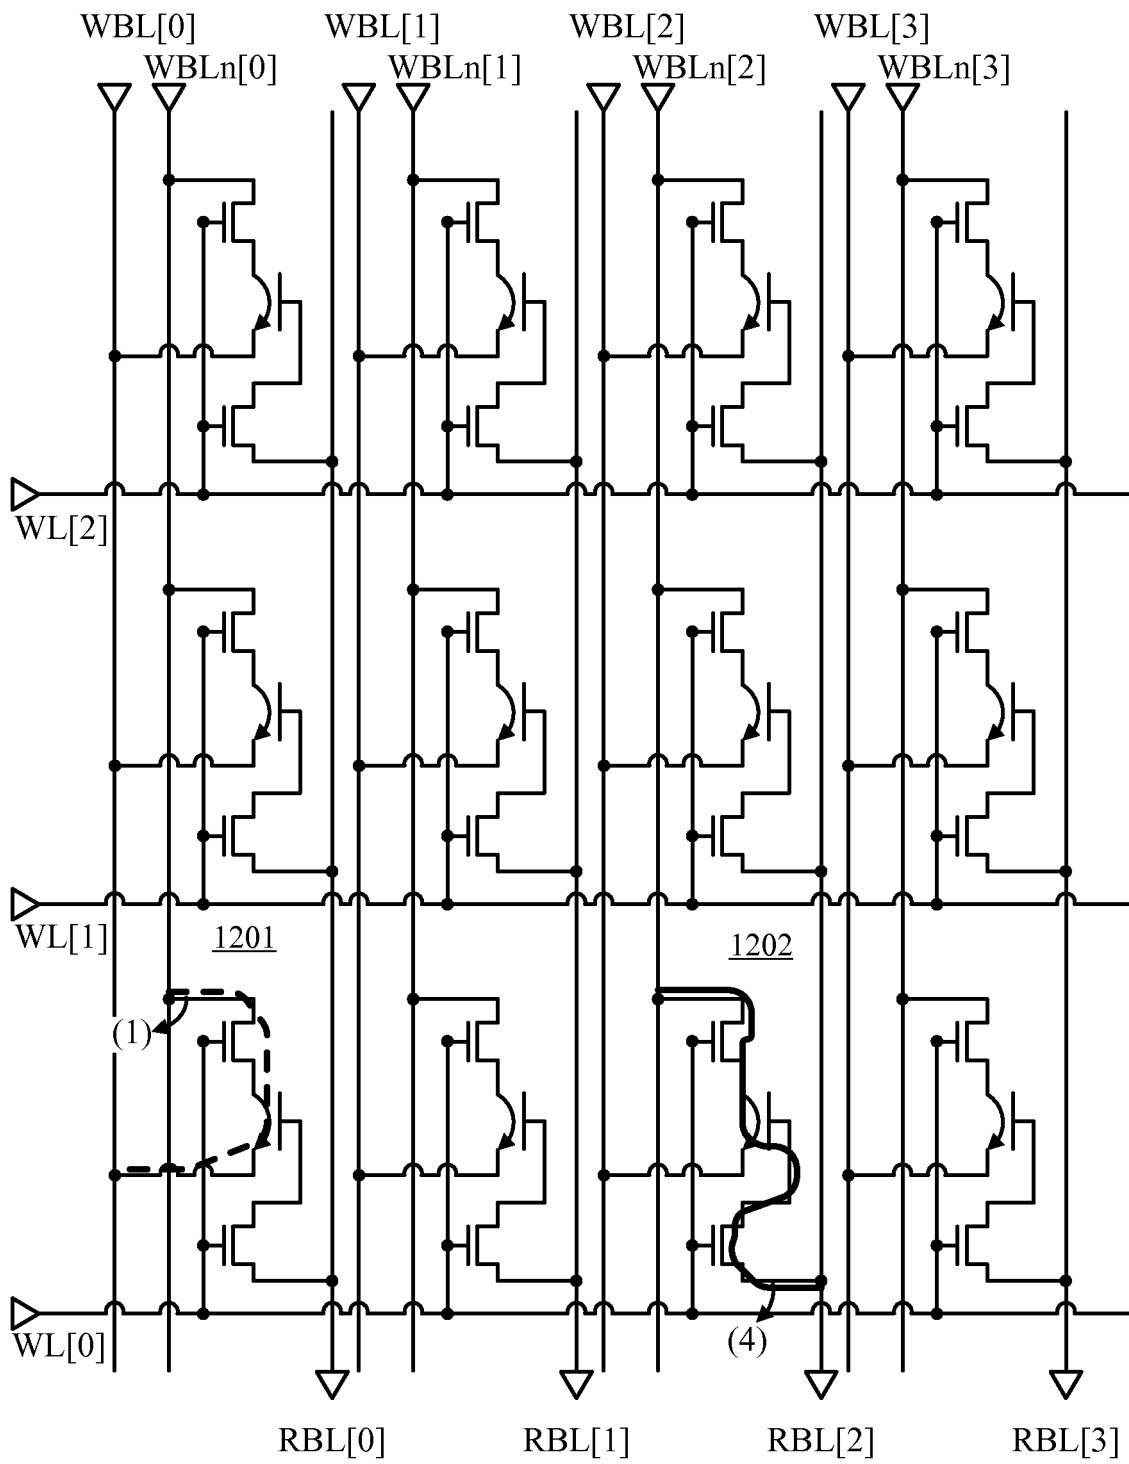 WBL[0] WBL[1] WBL[2] WBL[3]
WBLn[0] WBLn[1] WBLn[2] WBLn[3]
WL[2]
WL[1]
1201 1202
(1)
(4)
WL[0]
RBL[0] RBL[1] RBL[2] RBL[3]